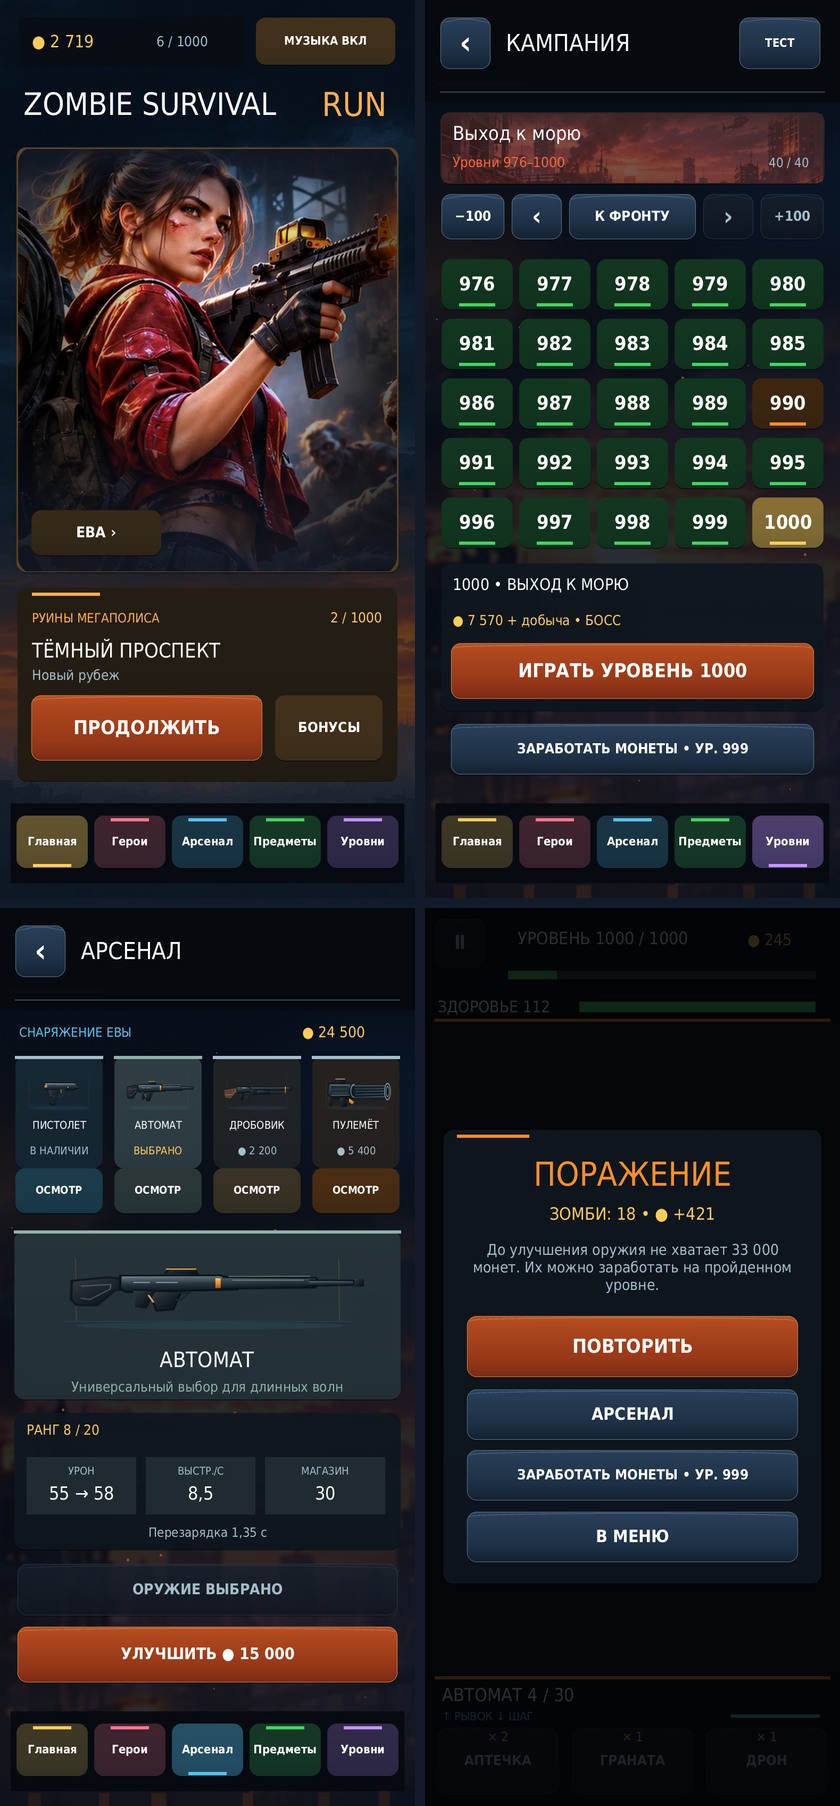 2 719
6 / 1000
МУЗЫКА ВКЛ
ZOMBIE SURVIVAL RUN
ЕВА ›
РУИНЫ МЕГАПОЛИСА
2 / 1000
ТЁМНЫЙ ПРОСПЕКТ
Новый рубеж
ПРОДОЛЖИТЬ
БОНУСЫ
Главная
Герои
Арсенал
Предметы
Уровни
‹
КАМПАНИЯ
ТЕСТ
Выход к морю
Уровни 976–1000
40 / 40
−100
‹
К ФРОНТУ
›
+100
976 977 978 979 980
981 982 983 984 985
986 987 988 989 990
991 992 993 994 995
996 997 998 999 1000
1000 • ВЫХОД К МОРЮ
7 570 + добыча • БОСС
ИГРАТЬ УРОВЕНЬ 1000
ЗАРАБОТАТЬ МОНЕТЫ • УР. 999
Главная
Герои
Арсенал
Предметы
Уровни
‹
АРСЕНАЛ
СНАРЯЖЕНИЕ ЕВЫ
24 500
ПИСТОЛЕТ
В НАЛИЧИИ
ОСМОТР
АВТОМАТ
ВЫБРАНО
ОСМОТР
ДРОБОВИК
2 200
ОСМОТР
ПУЛЕМЁТ
5 400
ОСМОТР
АВТОМАТ
Универсальный выбор для длинных волн
РАНГ 8 / 20
УРОН
55 → 58
ВЫСТР./С
8,5
МАГАЗИН
30
Перезарядка 1,35 с
ОРУЖИЕ ВЫБРАНО
УЛУЧШИТЬ ● 15 000
Главная
Герои
Арсенал
Предметы
Уровни
УРОВЕНЬ 1000 / 1000
245
ЗДОРОВЬЕ 112
ПОРАЖЕНИЕ
ЗОМБИ: 18 • ● +421
До улучшения оружия не хватает 33 000
монет. Их можно заработать на пройденном
уровне.
ПОВТОРИТЬ
АРСЕНАЛ
ЗАРАБОТАТЬ МОНЕТЫ • УР. 999
В МЕНЮ
АВТОМАТ 4 / 30
↑ РЫВОК ↓ ШАГ
× 2
АПТЕЧКА
× 1
ГРАНАТА
× 1
ДРОН